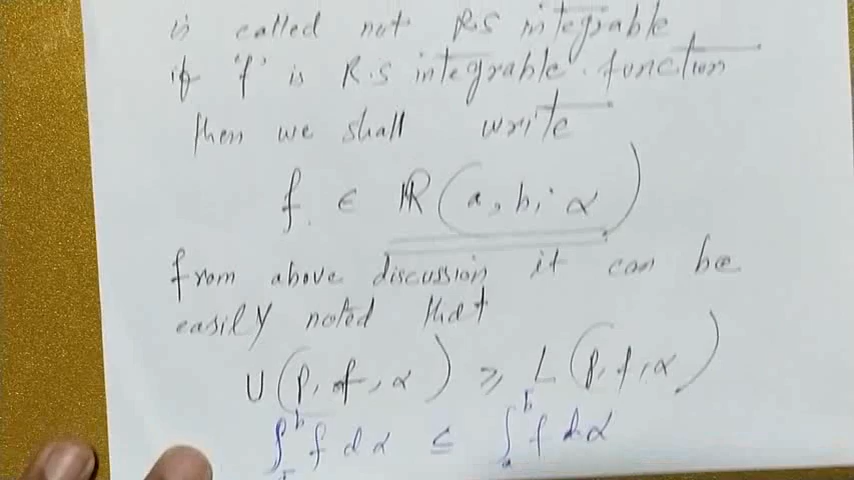 is called not R.S integrable
if 'f' is R.S integrable function
then we shall write
f ∈ R(a, b; α)
from above discussion it can be
easily noted that
U(P, f, α) ≥ L(P, f, α)
∫ b f dα ≤ ∫ a b f dα